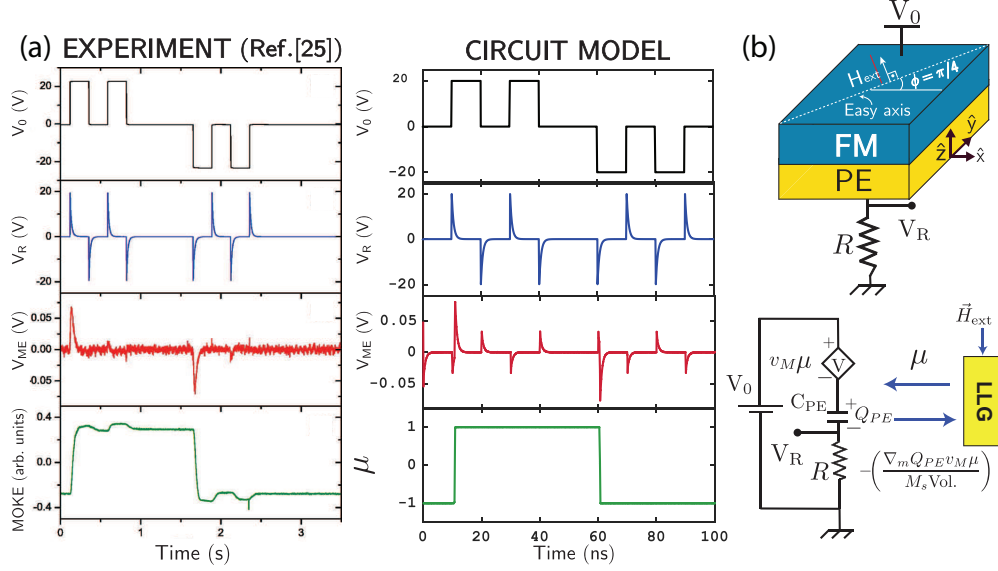 (a) EXPERIMENT (Ref.[25])
CIRCUIT MODEL
V0 (V)
20
0
-20
VR (V)
20
0
20
VME (V)
0.05
0.00
0.05
MOKE (arb. units)
0.4
0.0
-0.4
0 1 2 3
Time (s)
V0 (V)
20
0
-20
VR (V)
20
0
-20
VME (V)
0.05
0
-0.05
μ
1
0
-1
0 20 40 60 80 100
Time (ns)
(b)
V0
Hext
ϕ=π/4
Easy axis
FM
PE
ẑ ŷ x̂
R
VR
V0
vMμ
+
V
−
CPE
+
QPE
−
VR
R
μ
H⃗ext
LLG
−(∇mQPEvMμ / MsVol.)